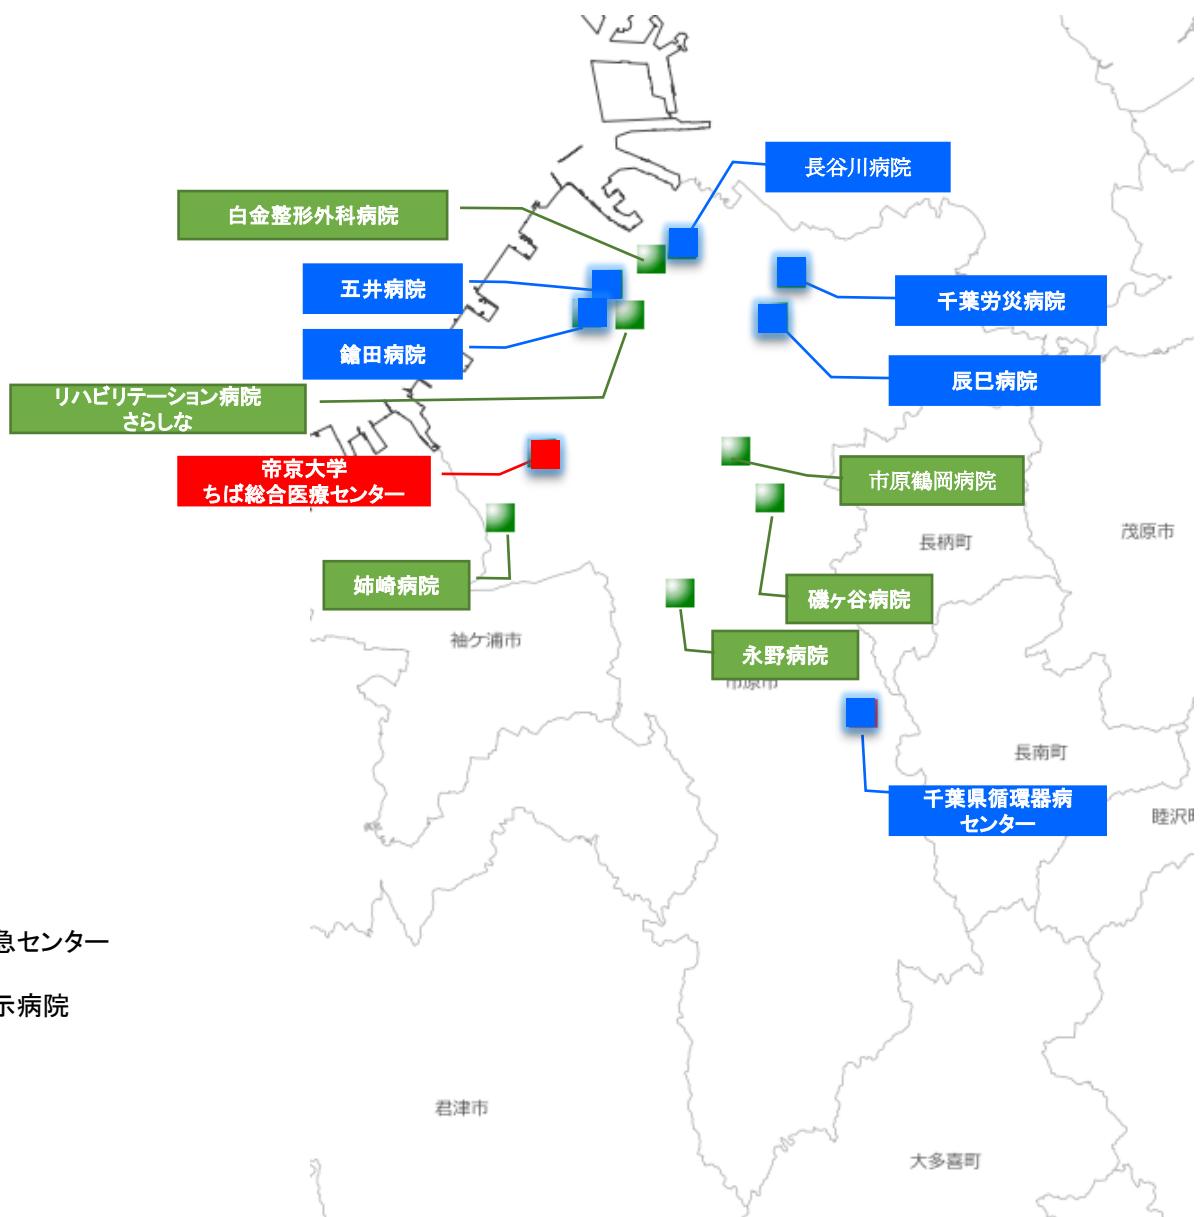 長谷川病院
白金整形外科病院
五井病院
千葉労災病院
鎗田病院
辰巳病院
リハビリテーション病院
さらしな
帝京大学
ちば総合医療センター
市原鶴岡病院
茂原市
長柄町
姉崎病院
磯ヶ谷病院
袖ケ浦市
永野病院
市原市
長南町
千葉県循環器病
センター
睦沢町
急センター
示病院
君津市
大多喜町